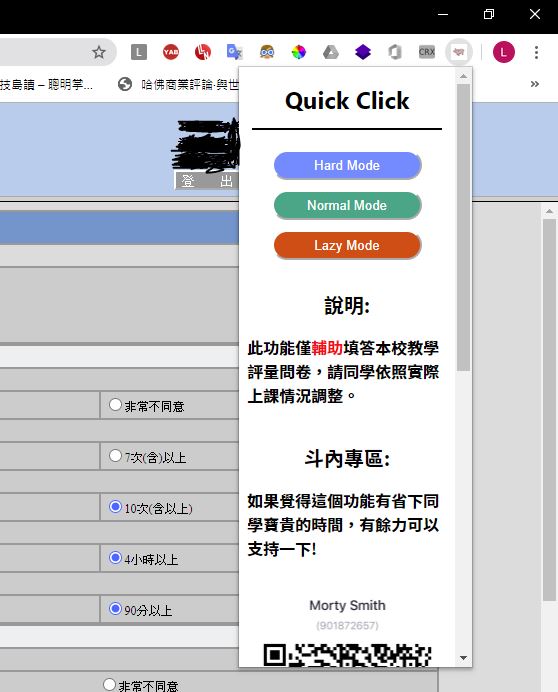 L
YAB
CRX
L
技島讀 – 聰明掌...
哈佛商業評論·與世
»
登 出
Quick Click
Hard Mode
Normal Mode
Lazy Mode
說明:
此功能僅輔助填答本校教學
評量問卷，請同學依照實際
上課情況調整。
斗內專區:
如果覺得這個功能有省下同
學寶貴的時間，有餘力可以
支持一下!
Morty Smith
(901872657)
非常不同意
7次(含)以上
10次(含以上)
4小時以上
90分以上
非常不同意